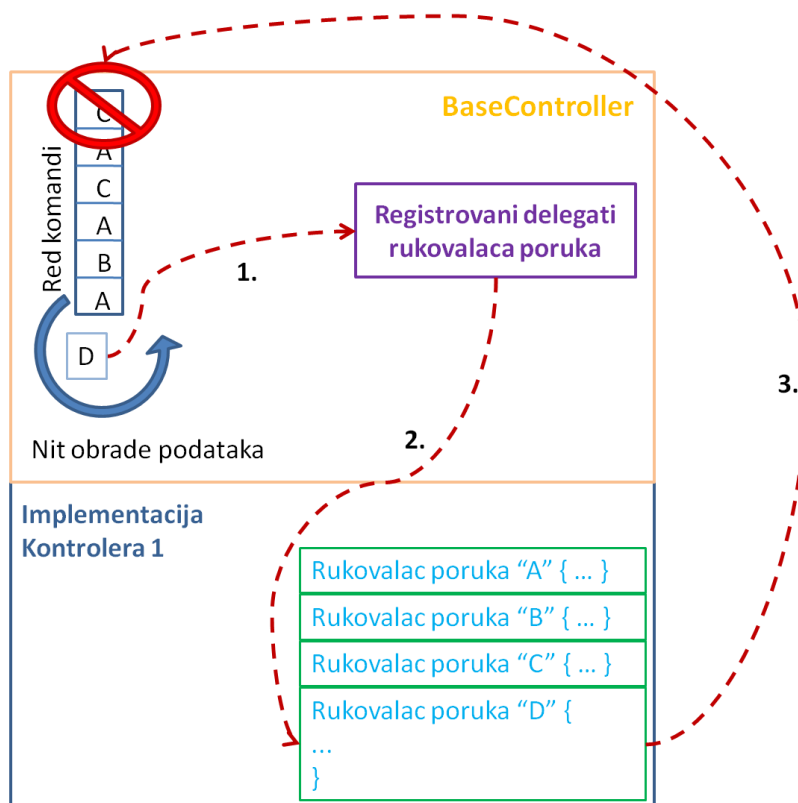 BaseController
Red komandi
C
A
C
A
B
A
D
Nit obrade podataka
Registrovani delegati
rukovalaca poruka
1.
2.
3.
Implementacija
Kontrolera 1
Rukovalac poruka “A” { ... }
Rukovalac poruka “B” { ... }
Rukovalac poruka “C” { ... }
Rukovalac poruka “D” {
...
}